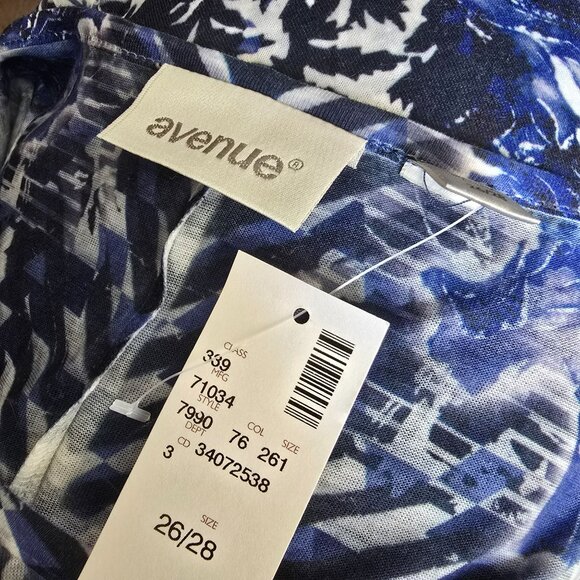 avenue®
CLASS
339
MFG
71034
STYLE COL SIZE
7990 76 261
DEPT CD
3 34072538
SIZE
26/28